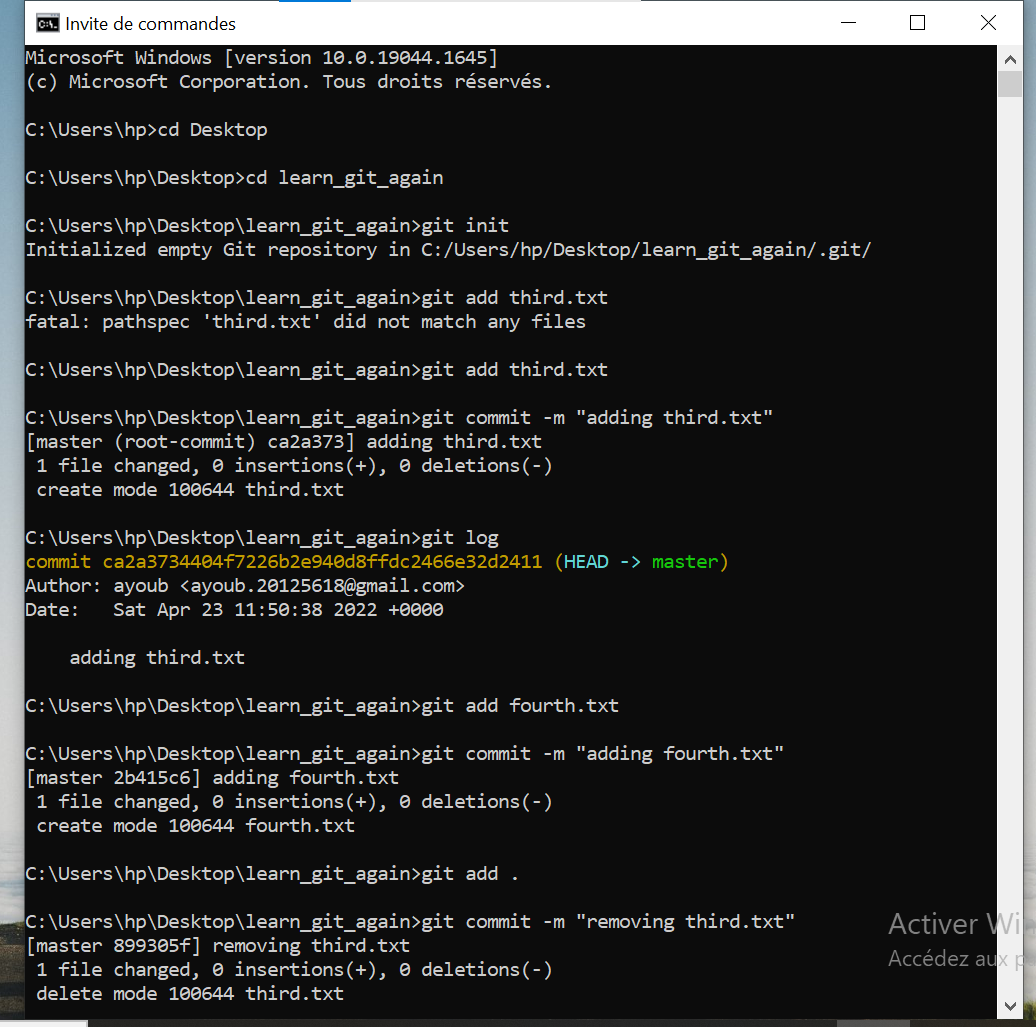 Invite de commandes
Microsoft Windows [version 10.0.19044.1645]
(c) Microsoft Corporation. Tous droits réservés.
C:\Users\hp>cd Desktop
C:\Users\hp\Desktop>cd learn_git_again
C:\Users\hp\Desktop\learn_git_again>git init
Initialized empty Git repository in C:/Users/hp/Desktop/learn_git_again/.git/
C:\Users\hp\Desktop\learn_git_again>git add third.txt
fatal: pathspec 'third.txt' did not match any files
C:\Users\hp\Desktop\learn_git_again>git add third.txt
C:\Users\hp\Desktop\learn_git_again>git commit -m "adding third.txt"
[master (root-commit) ca2a373] adding third.txt
 1 file changed, 0 insertions(+), 0 deletions(-)
 create mode 100644 third.txt
C:\Users\hp\Desktop\learn_git_again>git log
commit ca2a3734404f7226b2e940d8ffdc2466e32d2411 (HEAD -> master)
Author: ayoub <ayoub.20125618@gmail.com>
Date:   Sat Apr 23 11:50:38 2022 +0000
    adding third.txt
C:\Users\hp\Desktop\learn_git_again>git add fourth.txt
C:\Users\hp\Desktop\learn_git_again>git commit -m "adding fourth.txt"
[master 2b415c6] adding fourth.txt
 1 file changed, 0 insertions(+), 0 deletions(-)
 create mode 100644 fourth.txt
C:\Users\hp\Desktop\learn_git_again>git add .
C:\Users\hp\Desktop\learn_git_again>git commit -m "removing third.txt"
[master 899305f] removing third.txt
 1 file changed, 0 insertions(+), 0 deletions(-)
 delete mode 100644 third.txt
Activer
Accédez aux